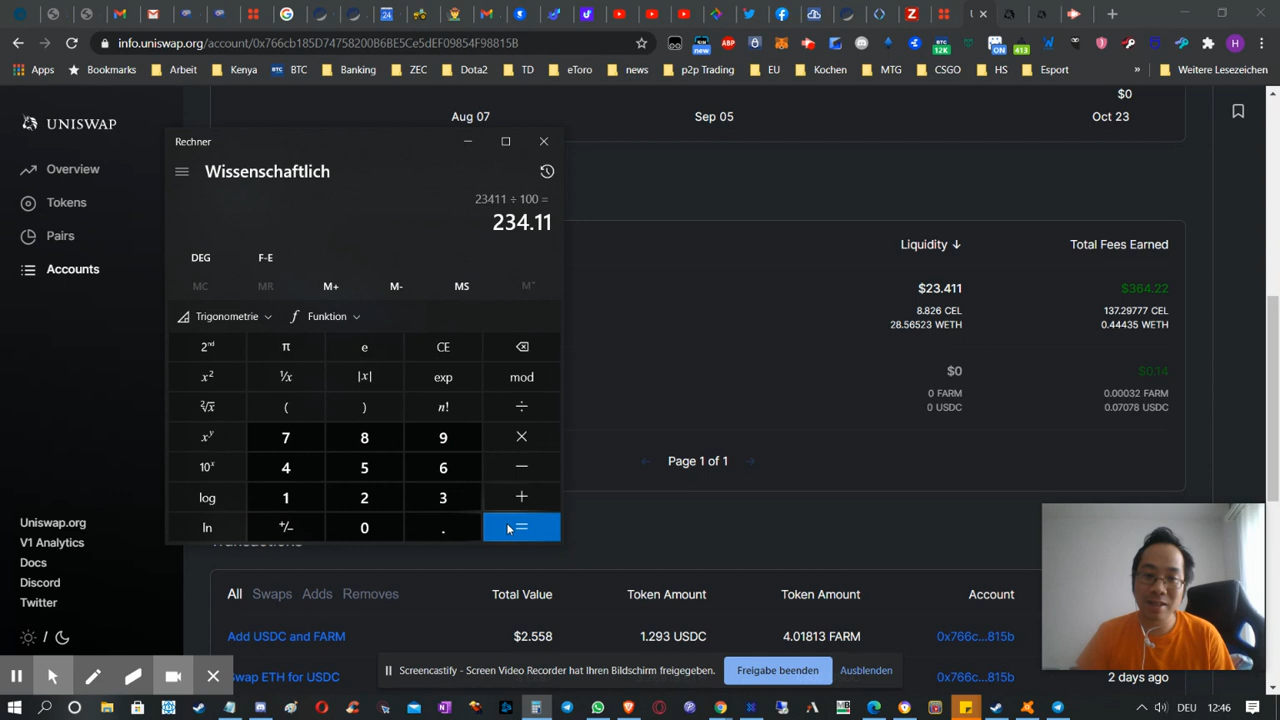 info.uniswap.org/account/0x766cb185D74758200B6BE5Ce5dEF09854F98815B
Apps
Bookmarks
Arbeit
Kenya
BTC
Banking
ZEC
Dota2
TD
eToro
news
p2p Trading
EU
Kochen
MTG
CSGO
HS
Esport
»
Weitere Lesezeichen
UNISWAP
Overview
Tokens
Pairs
Accounts
Uniswap.org
V1 Analytics
Docs
Discord
Twitter
$0
Aug 07 Sep 05 Oct 23
Rechner
Wissenschaftlich
23411 ÷ 100 =
234.11
DEG F-E
MC MR M+ M- MS M˅
Trigonometrie Funktion
2nd π e CE
x² ¹/x |x| exp mod
²√x ( ) n! ÷
xʸ 7 8 9 ×
10ˣ 4 5 6 −
log 1 2 3 +
ln +/- 0 . =
Liquidity ↓ Total Fees Earned
$23.411 $364.22
8.826 CEL 137.29777 CEL
28.56523 WETH 0.44435 WETH
$0 $0.14
0 FARM 0.00032 FARM
0 USDC 0.07078 USDC
← Page 1 of 1 →
All Swaps Adds Removes Total Value Token Amount Token Amount Account
Add USDC and FARM $2.558 1.293 USDC 4.01813 FARM 0x766c...815b
Swap ETH for USDC 0x766c...815b 2 days ago
Screencastify - Screen Video Recorder hat Ihren Bildschirm freigegeben.
Freigabe beenden
Ausblenden
DEU 12:46